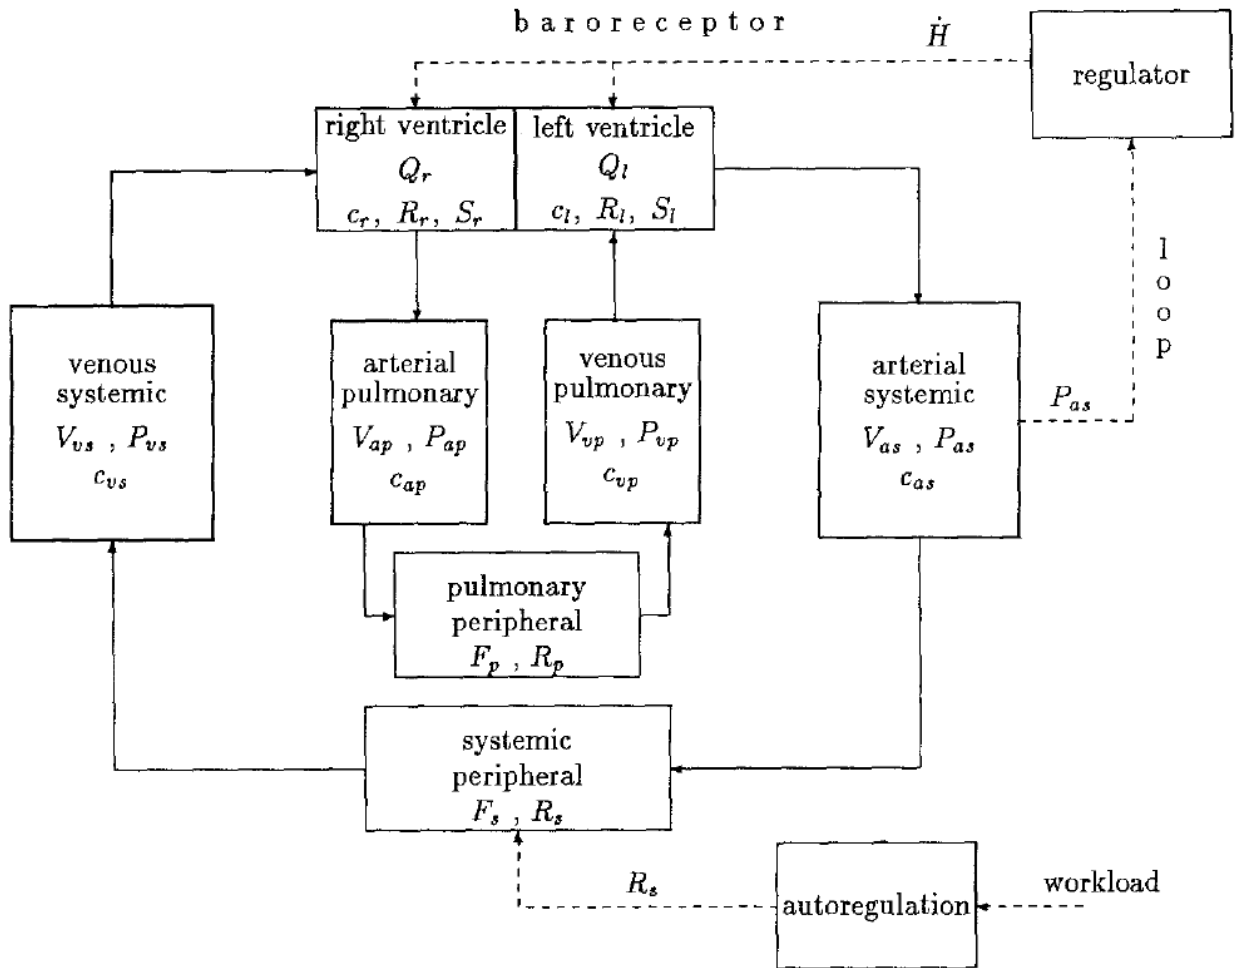 b a r o r e c e p t o r
Ḣ
regulator
right ventricle
Q_r
c_r, R_r, S_r
left ventricle
Q_l
c_l, R_l, S_l
l
o
o
p
venous
systemic
V_vs , P_vs
c_vs
arterial
pulmonary
V_ap , P_ap
c_ap
venous
pulmonary
V_vp , P_vp
c_vp
arterial
systemic
V_as , P_as
c_as
P_as
pulmonary
peripheral
F_p , R_p
systemic
peripheral
F_s , R_s
R_s
autoregulation
workload